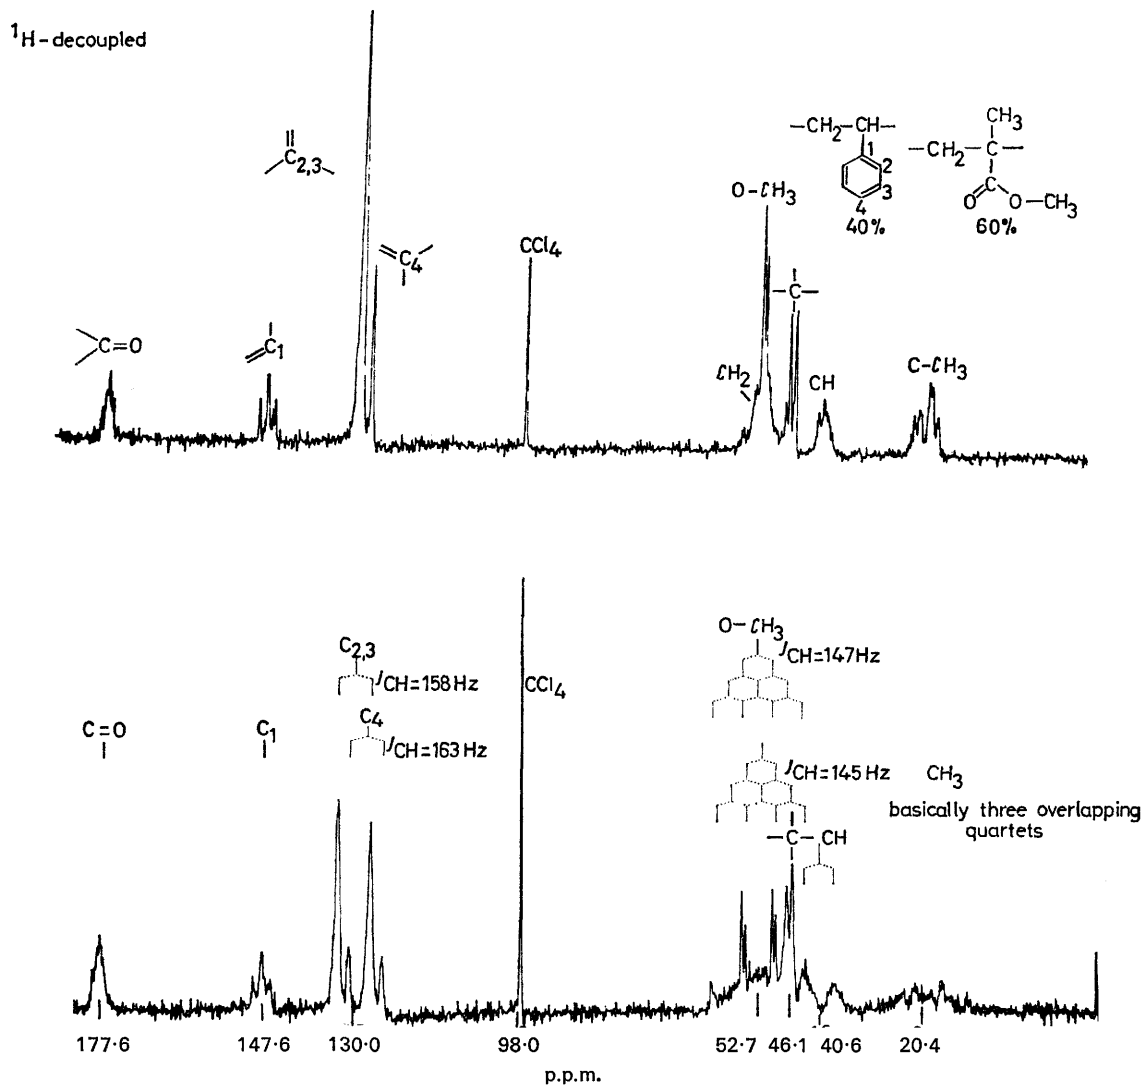 ¹H-decoupled
C₂,₃
C₄
CCl₄
O-CH₃
-C-
C=O
C₁
CH₂
CH
C-CH₃
-CH₂-CH-
1
2
3
4
40%
CH₃
-CH₂-C-
C
O
O-CH₃
60%
O-CH₃
JCH=147Hz
C₂,₃
JCH=158Hz
CCl₄
C₄
JCH=163Hz
C=O
C₁
JCH=145Hz
CH₃
basically three overlapping
quartets
-C-CH
177·6
147·6
130·0
98·0
52·7
46·1
40·6
20·4
p.p.m.